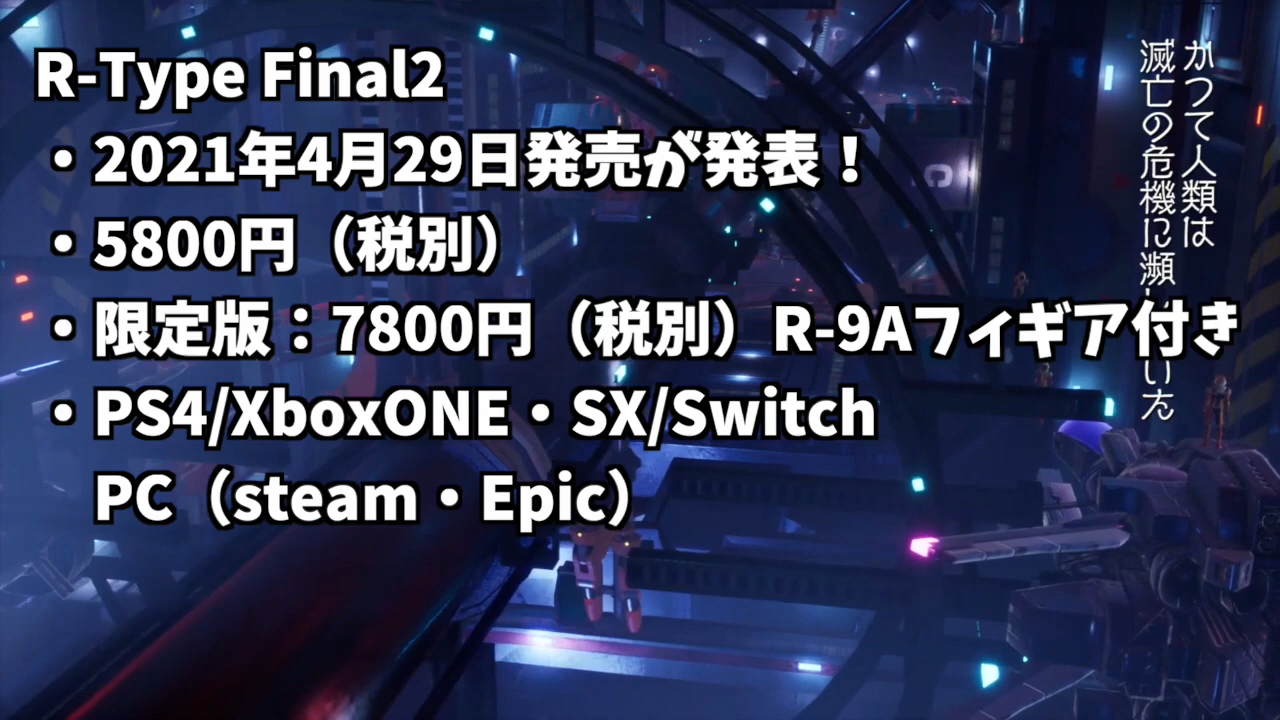 R-Type Final2
・2021年4月29日発売が発表！
・5800円（税別）
・限定版：7800円（税別）R-9Aフィギア付き
・PS4/XboxONE・SX/Switch
PC（steam・Epic）
かつて人類は
滅亡の危機に瀕いた